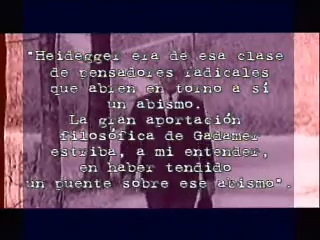 "Heidegger era de esa clase
de pensadores radicales
que abren en torno a sí
un abismo.
La gran aportación
filosófica de Gadamer
estriba, a mi entender,
en haber tendido
un puente sobre ese abismo".